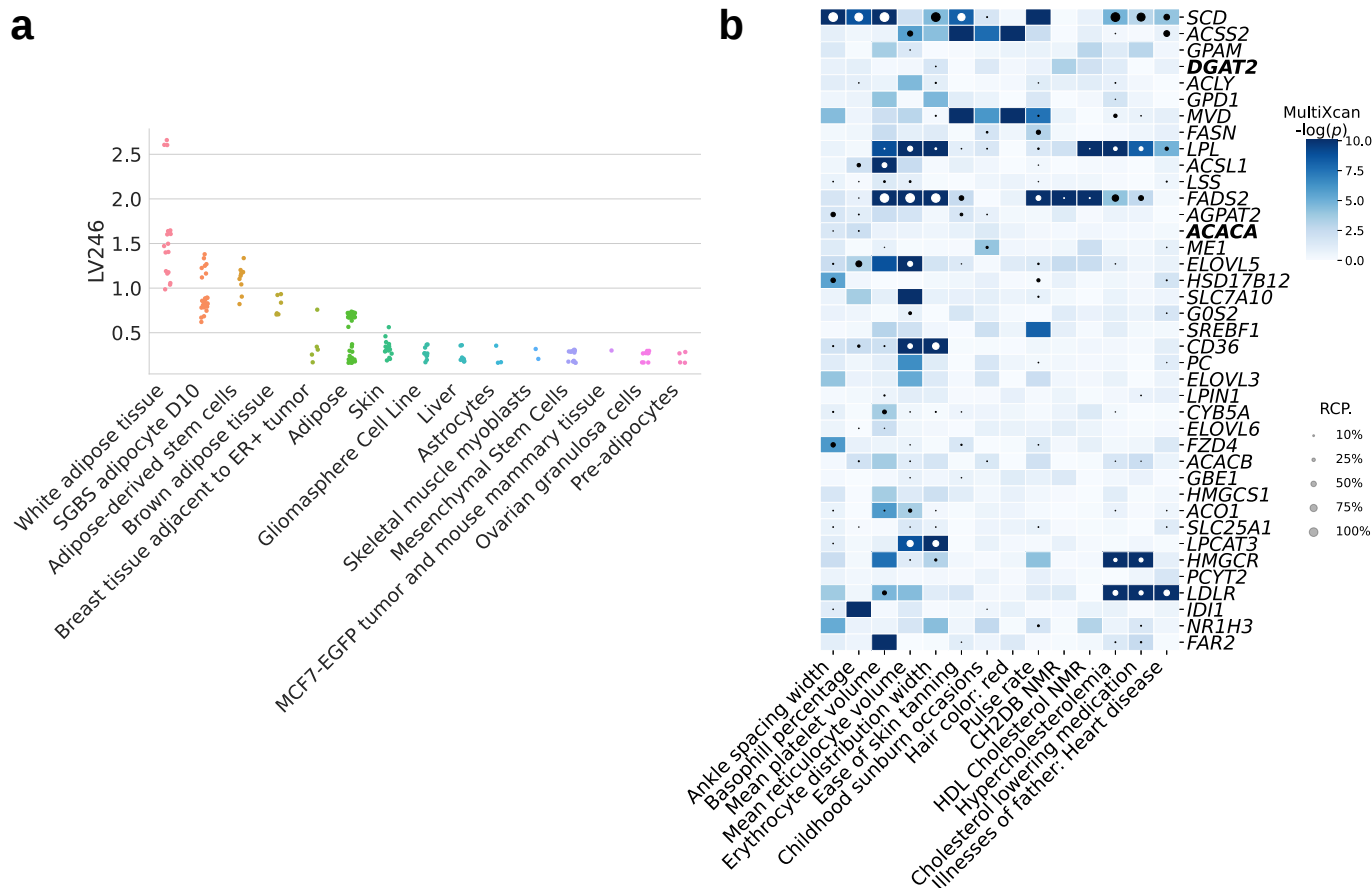 a
LV246
2.5
2.0
1.5
1.0
0.5
White adipose tissue
SGBS adipocyte D10
Adipose-derived stem cells
Brown adipose tissue
Breast tissue adjacent to ER+ tumor
Adipose
Skin
Gliomasphere Cell Line
Liver
Astrocytes
Skeletal muscle myoblasts
Mesenchymal Stem Cells
MCF7-EGFP tumor and mouse mammary tissue
Ovarian granulosa cells
Pre-adipocytes
b
SCD
ACSS2
GPAM
DGAT2
ACLY
GPD1
MVD
FASN
LPL
ACSL1
LSS
FADS2
AGPAT2
ACACA
ME1
ELOVL5
HSD17B12
SLC7A10
G0S2
SREBF1
CD36
PC
ELOVL3
LPIN1
CYB5A
ELOVL6
FZD4
ACACB
GBE1
HMGCS1
ACO1
SLC25A1
LPCAT3
HMGCR
PCYT2
LDLR
IDI1
NR1H3
FAR2
Ankle spacing width
Basophill percentage
Mean platelet volume
Mean reticulocyte volume
Erythrocyte distribution width
Ease of skin tanning
Childhood sunburn occasions
Hair color: red
Pulse rate
CH2DB NMR
HDL Cholesterol NMR
Hypercholesterolemia
Cholesterol lowering medication
Illnesses of father: Heart disease
MultiXcan
-log(p)
10.0
7.5
5.0
2.5
0.0
RCP.
10%
25%
50%
75%
100%